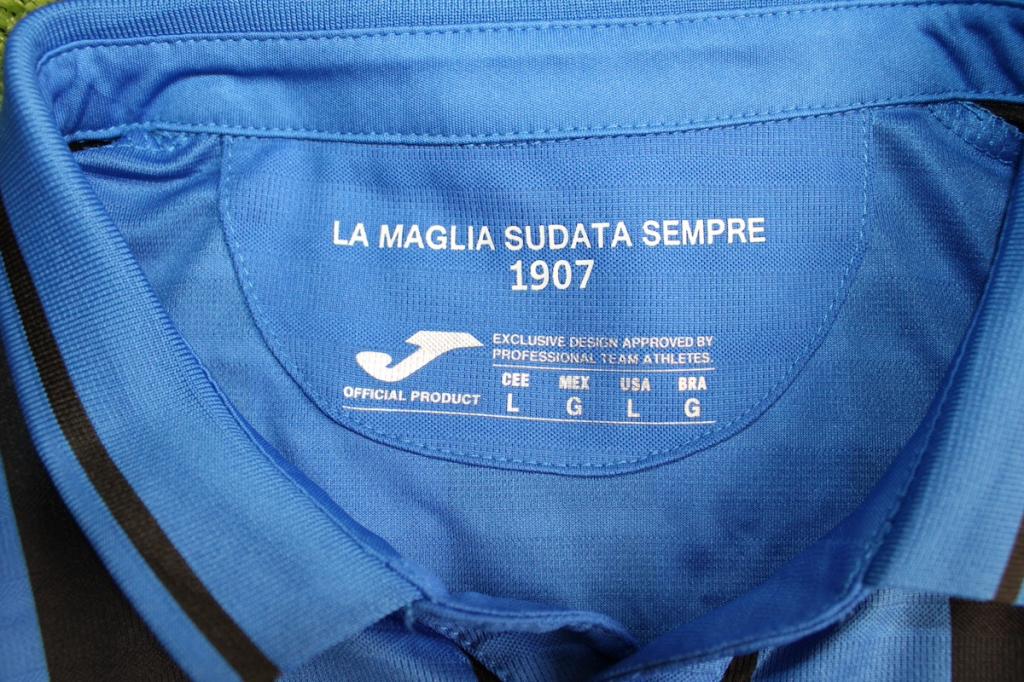 LA MAGLIA SUDATA SEMPRE
1907
EXCLUSIVE DESIGN APPROVED BY
PROFESSIONAL TEAM ATHLETES.
OFFICIAL PRODUCT
CEE MEX USA BRA
L G L G